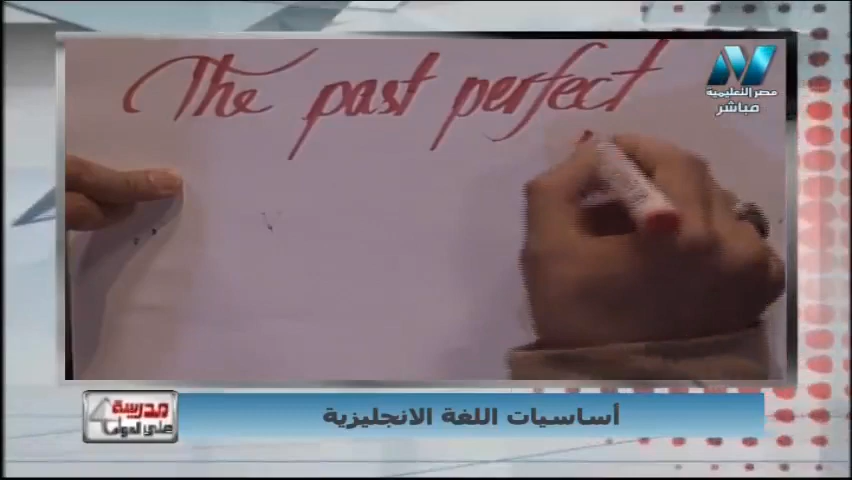 The past perfect
مصر التعليمية
مباشر
أساسيات اللغة الانجليزية
مدرسة
على الهواء